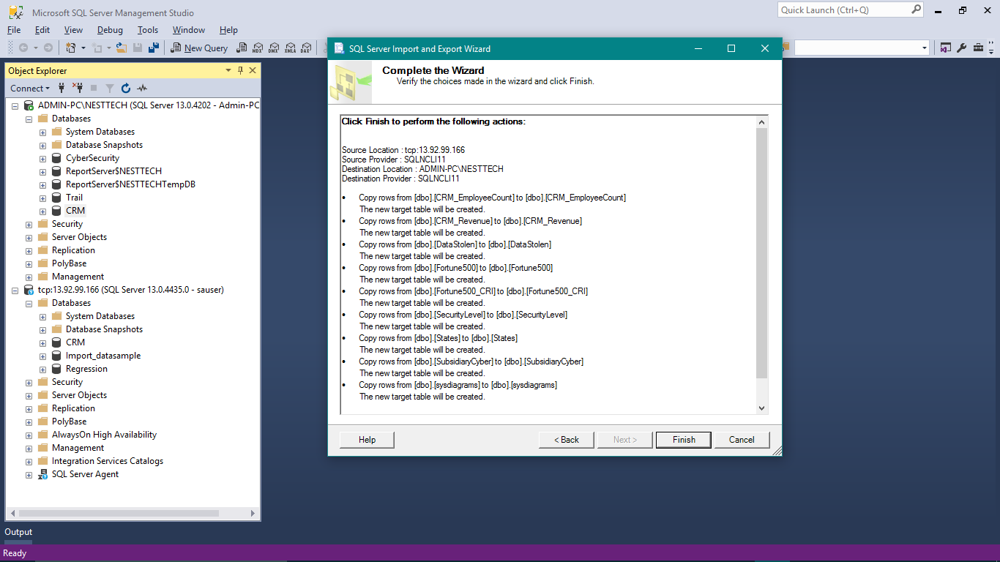 Microsoft SQL Server Management Studio
Quick Launch (Ctrl+Q)
File Edit View Debug Tools Window Help
New Query MDX DMX XMLA DAX
Object Explorer
Connect
ADMIN-PC\NESTTECH (SQL Server 13.0.4202 - Admin-PC
Databases
System Databases
Database Snapshots
CyberSecurity
ReportServer$NESTTECH
ReportServer$NESTTECHTempDB
Trail
CRM
Security
Server Objects
Replication
PolyBase
Management
tcp:13.92.99.166 (SQL Server 13.0.4435.0 - sauser)
Databases
System Databases
Database Snapshots
CRM
Import_datasample
Regression
Security
Server Objects
Replication
PolyBase
AlwaysOn High Availability
Management
Integration Services Catalogs
SQL Server Agent
Output
Ready
SQL Server Import and Export Wizard
Complete the Wizard
Verify the choices made in the wizard and click Finish.
Click Finish to perform the following actions:
Source Location : tcp:13.92.99.166
Source Provider : SQLNCLI11
Destination Location : ADMIN-PC\NESTTECH
Destination Provider : SQLNCLI11
• Copy rows from [dbo].[CRM_EmployeeCount] to [dbo].[CRM_EmployeeCount]
The new target table will be created.
• Copy rows from [dbo].[CRM_Revenue] to [dbo].[CRM_Revenue]
The new target table will be created.
• Copy rows from [dbo].[DataStolen] to [dbo].[DataStolen]
The new target table will be created.
• Copy rows from [dbo].[Fortune500] to [dbo].[Fortune500]
The new target table will be created.
• Copy rows from [dbo].[Fortune500_CRI] to [dbo].[Fortune500_CRI]
The new target table will be created.
• Copy rows from [dbo].[SecurityLevel] to [dbo].[SecurityLevel]
The new target table will be created.
• Copy rows from [dbo].[States] to [dbo].[States]
The new target table will be created.
• Copy rows from [dbo].[SubsidiaryCyber] to [dbo].[SubsidiaryCyber]
The new target table will be created.
• Copy rows from [dbo].[sysdiagrams] to [dbo].[sysdiagrams]
The new target table will be created.
Help < Back Next > Finish Cancel